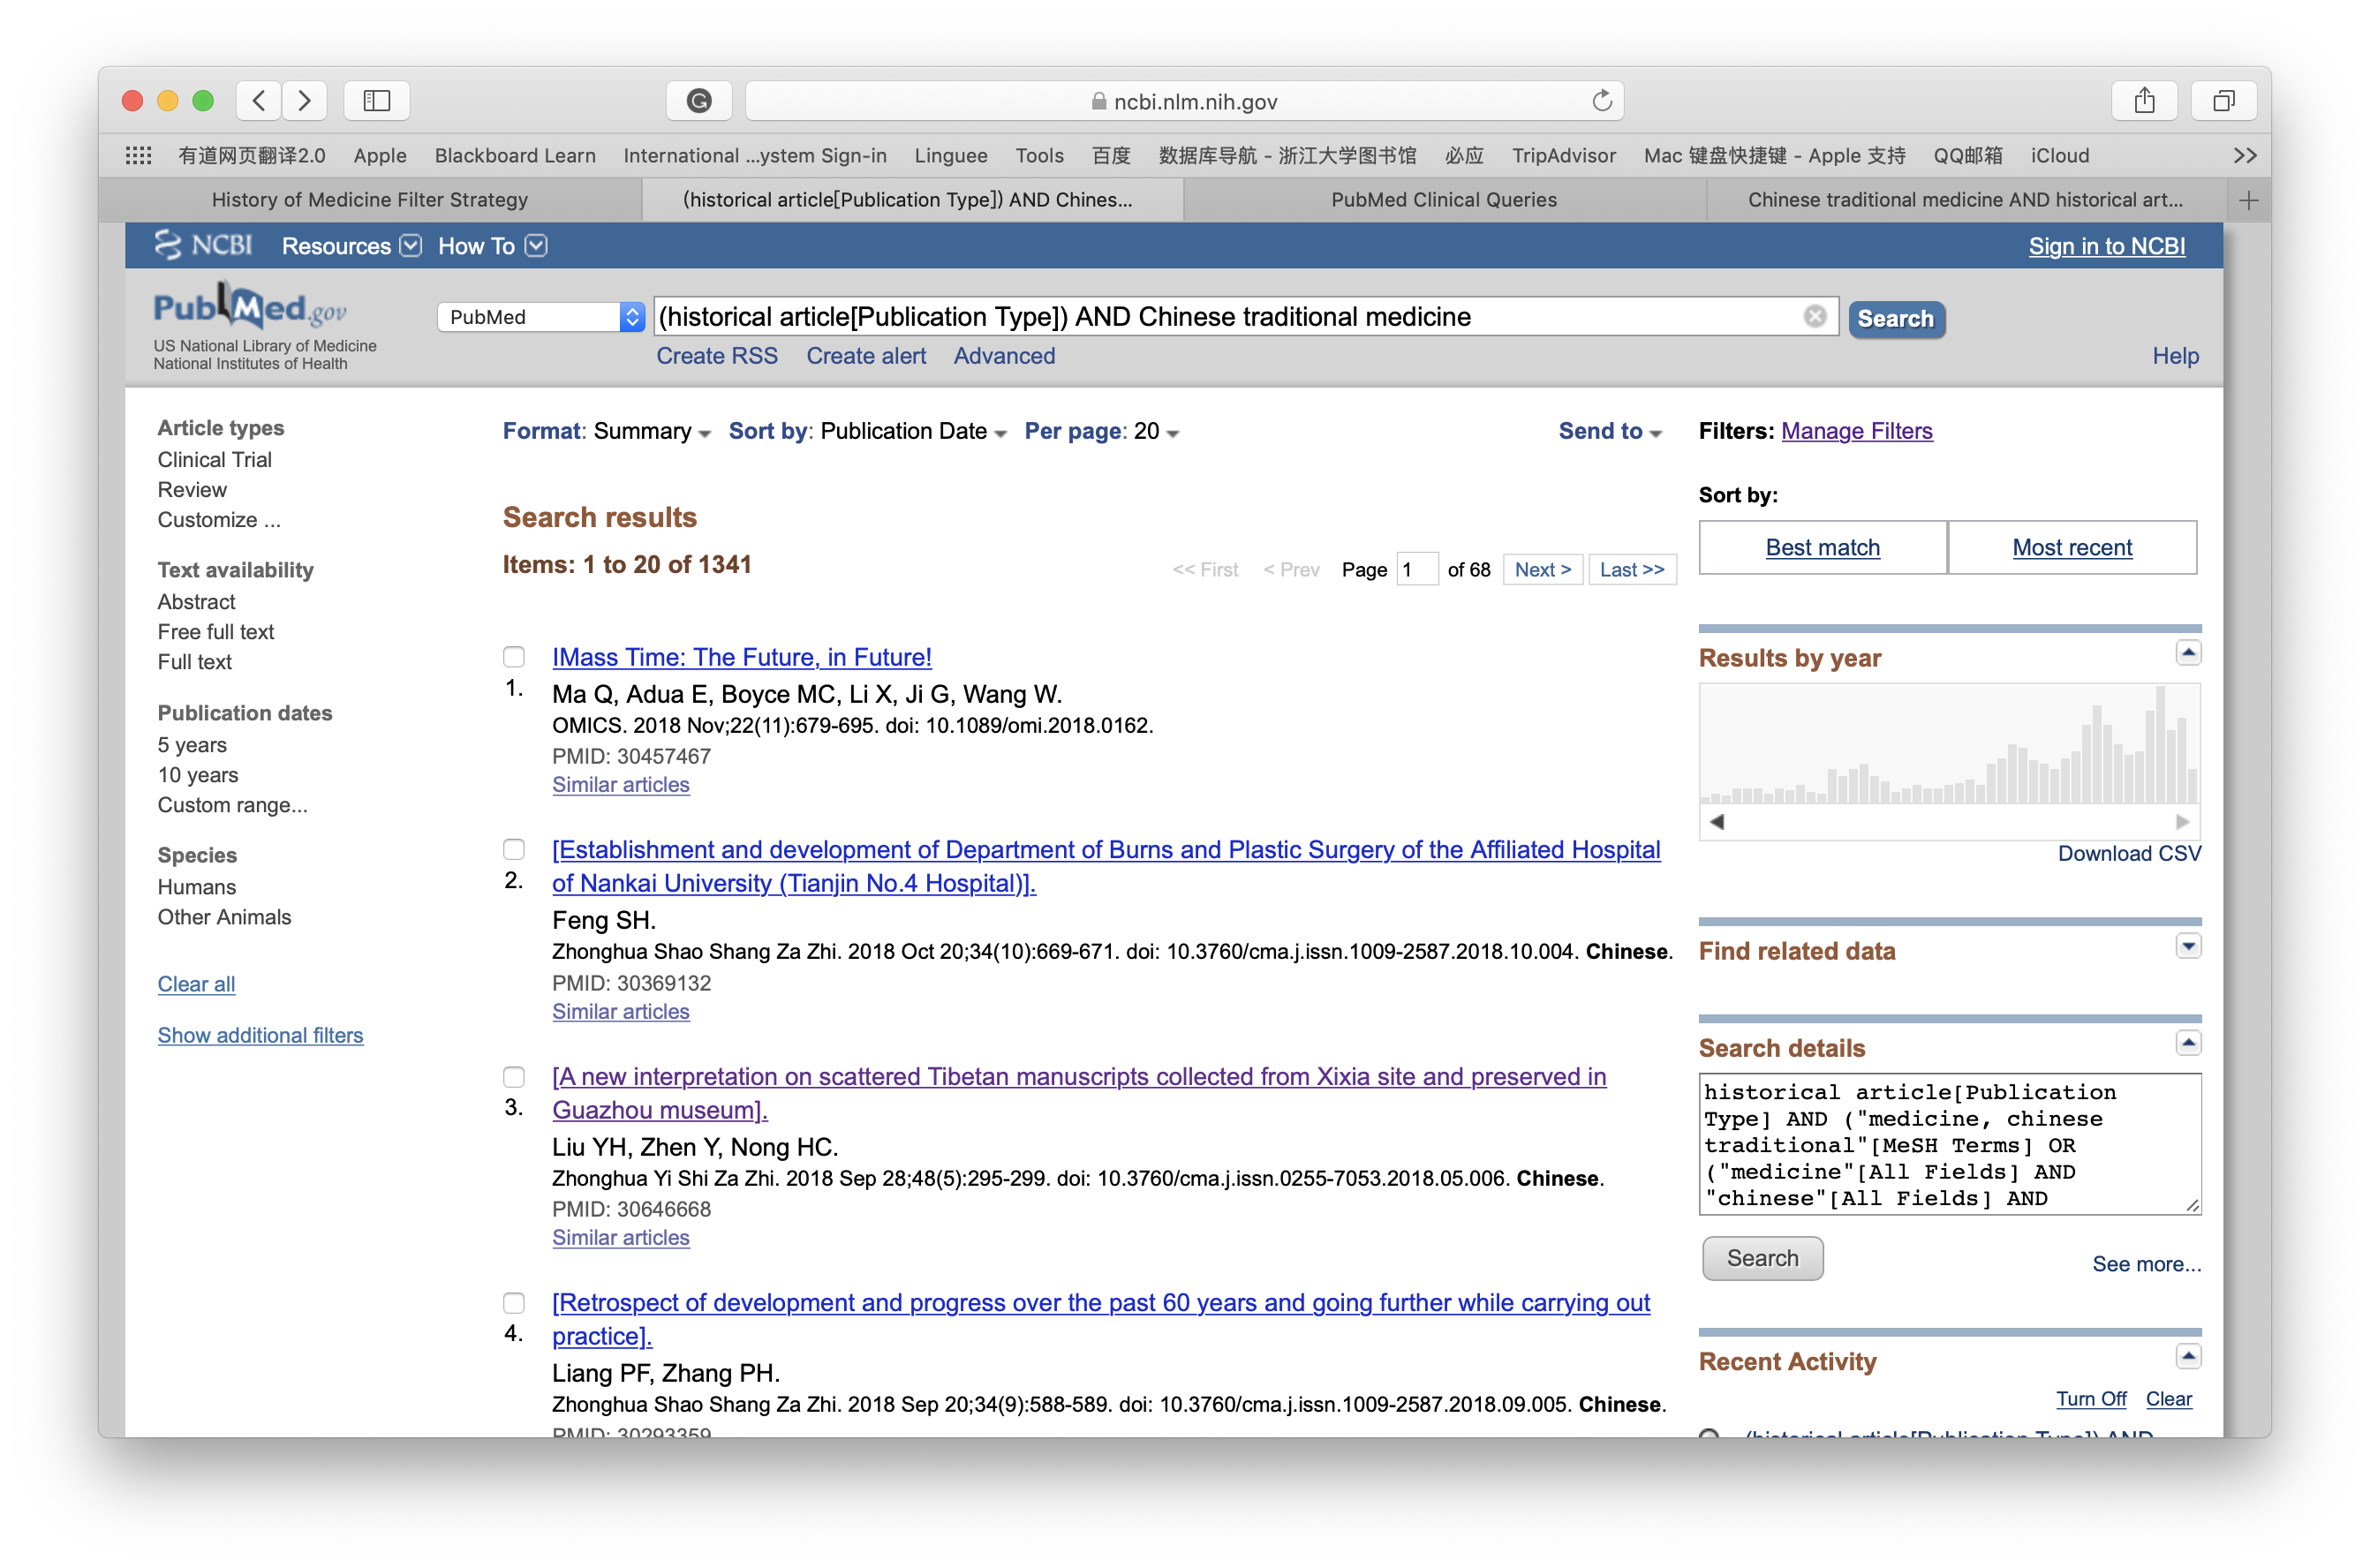 ncbi.nlm.nih.gov
有道网页翻译2.0 Apple Blackboard Learn International ...ystem Sign-in Linguee Tools 百度 数据库导航 - 浙江大学图书馆 必应 TripAdvisor Mac 键盘快捷键 - Apple 支持 QQ邮箱 iCloud >>
History of Medicine Filter Strategy (historical article[Publication Type]) AND Chines... PubMed Clinical Queries Chinese traditional medicine AND historical art...
NCBI Resources How To Sign in to NCBI
PubMed.gov
US National Library of Medicine
National Institutes of Health
PubMed (historical article[Publication Type]) AND Chinese traditional medicine Search
Create RSS Create alert Advanced Help
Article types
Clinical Trial
Review
Customize ...
Text availability
Abstract
Free full text
Full text
Publication dates
5 years
10 years
Custom range...
Species
Humans
Other Animals
Clear all
Show additional filters
Format: Summary Sort by: Publication Date Per page: 20 Send to
Search results
Items: 1 to 20 of 1341
<< First < Prev Page 1 of 68 Next > Last >>
IMass Time: The Future, in Future!
1. Ma Q, Adua E, Boyce MC, Li X, Ji G, Wang W.
OMICS. 2018 Nov;22(11):679-695. doi: 10.1089/omi.2018.0162.
PMID: 30457467
Similar articles
[Establishment and development of Department of Burns and Plastic Surgery of the Affiliated Hospital
2. of Nankai University (Tianjin No.4 Hospital)].
Feng SH.
Zhonghua Shao Shang Za Zhi. 2018 Oct 20;34(10):669-671. doi: 10.3760/cma.j.issn.1009-2587.2018.10.004. Chinese.
PMID: 30369132
Similar articles
[A new interpretation on scattered Tibetan manuscripts collected from Xixia site and preserved in
3. Guazhou museum].
Liu YH, Zhen Y, Nong HC.
Zhonghua Yi Shi Za Zhi. 2018 Sep 28;48(5):295-299. doi: 10.3760/cma.j.issn.0255-7053.2018.05.006. Chinese.
PMID: 30646668
Similar articles
[Retrospect of development and progress over the past 60 years and going further while carrying out
4. practice].
Liang PF, Zhang PH.
Zhonghua Shao Shang Za Zhi. 2018 Sep 20;34(9):588-589. doi: 10.3760/cma.j.issn.1009-2587.2018.09.005. Chinese.
PMID: 30293359
Filters: Manage Filters
Sort by:
Best match Most recent
Results by year
Download CSV
Find related data
Search details
historical article[Publication
Type] AND ("medicine, chinese
traditional"[MeSH Terms] OR
("medicine"[All Fields] AND
"chinese"[All Fields] AND
Search See more...
Recent Activity
Turn Off Clear
(historical article[Publication Type]) AND